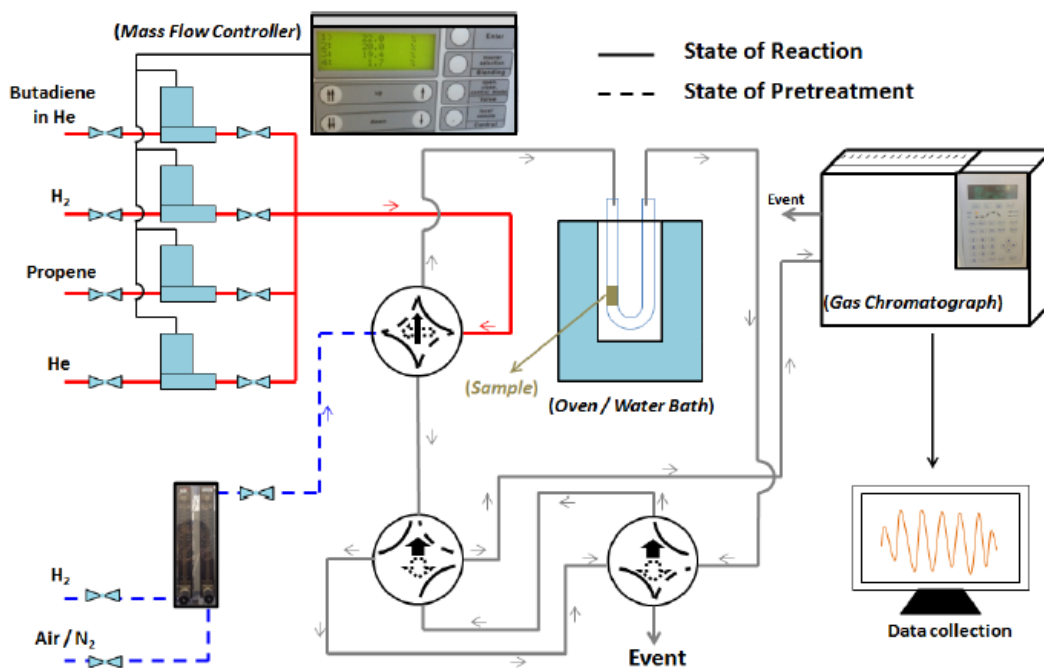 (Mass Flow Controller)
State of Reaction
State of Pretreatment
Butadiene
in He
H₂
Propene
He
Enter
Event
(Gas Chromatograph)
(Sample)
(Oven / Water Bath)
H₂
Air / N₂
Event
Data collection